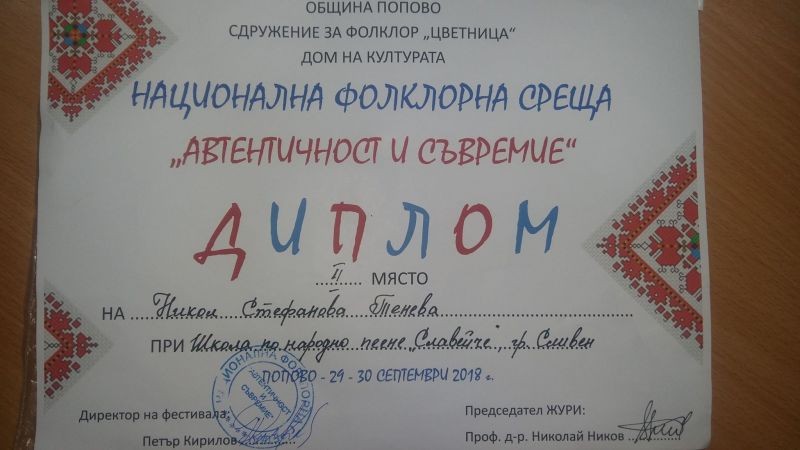 ОБЩИНА ПОПОВО
СДРУЖЕНИЕ ЗА ФОЛКЛОР „ЦВЕТНИЦА“
ДОМ НА КУЛТУРАТА
НАЦИОНАЛНА ФОЛКЛОРНА СРЕЩА
„АВТЕНТИЧНОСТ И СЪВРЕМИЕ“
ДИПЛОМ
II МЯСТО
НА Никол Стефанова Тенева
ПРИ Школа по народно пеене „Славейче“, гр. Сливен
ПОПОВО - 29 - 30 СЕПТЕМВРИ 2018 г.
АВТЕНТИЧНОСТ
И
СЪВРЕМИЕ
Директор на фестивала:
Петър Кирилов
Председател ЖУРИ:
Проф. д-р. Николай Ников